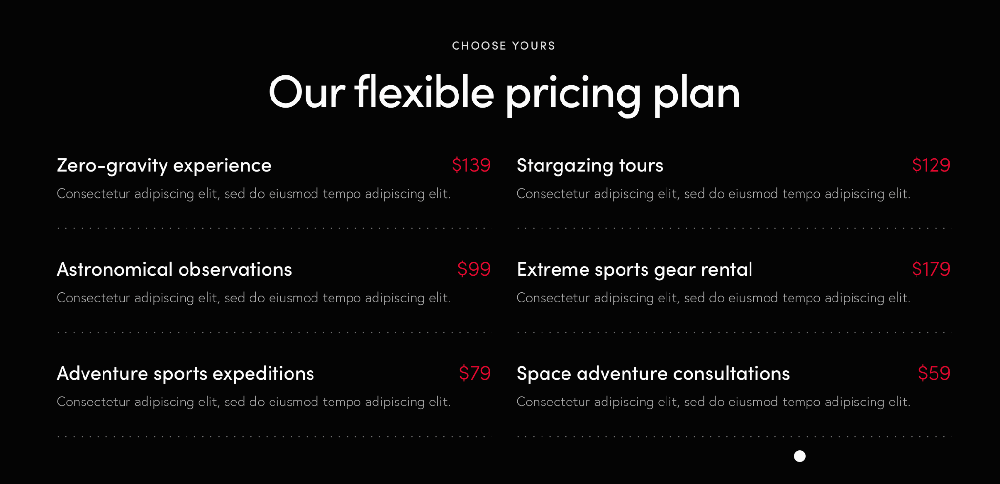 CHOOSE YOURS
Our flexible pricing plan
Zero-gravity experience $139
Consectetur adipiscing elit, sed do eiusmod tempo adipiscing elit.
Stargazing tours $129
Consectetur adipiscing elit, sed do eiusmod tempo adipiscing elit.
Astronomical observations $99
Consectetur adipiscing elit, sed do eiusmod tempo adipiscing elit.
Extreme sports gear rental $179
Consectetur adipiscing elit, sed do eiusmod tempo adipiscing elit.
Adventure sports expeditions $79
Consectetur adipiscing elit, sed do eiusmod tempo adipiscing elit.
Space adventure consultations $59
Consectetur adipiscing elit, sed do eiusmod tempo adipiscing elit.